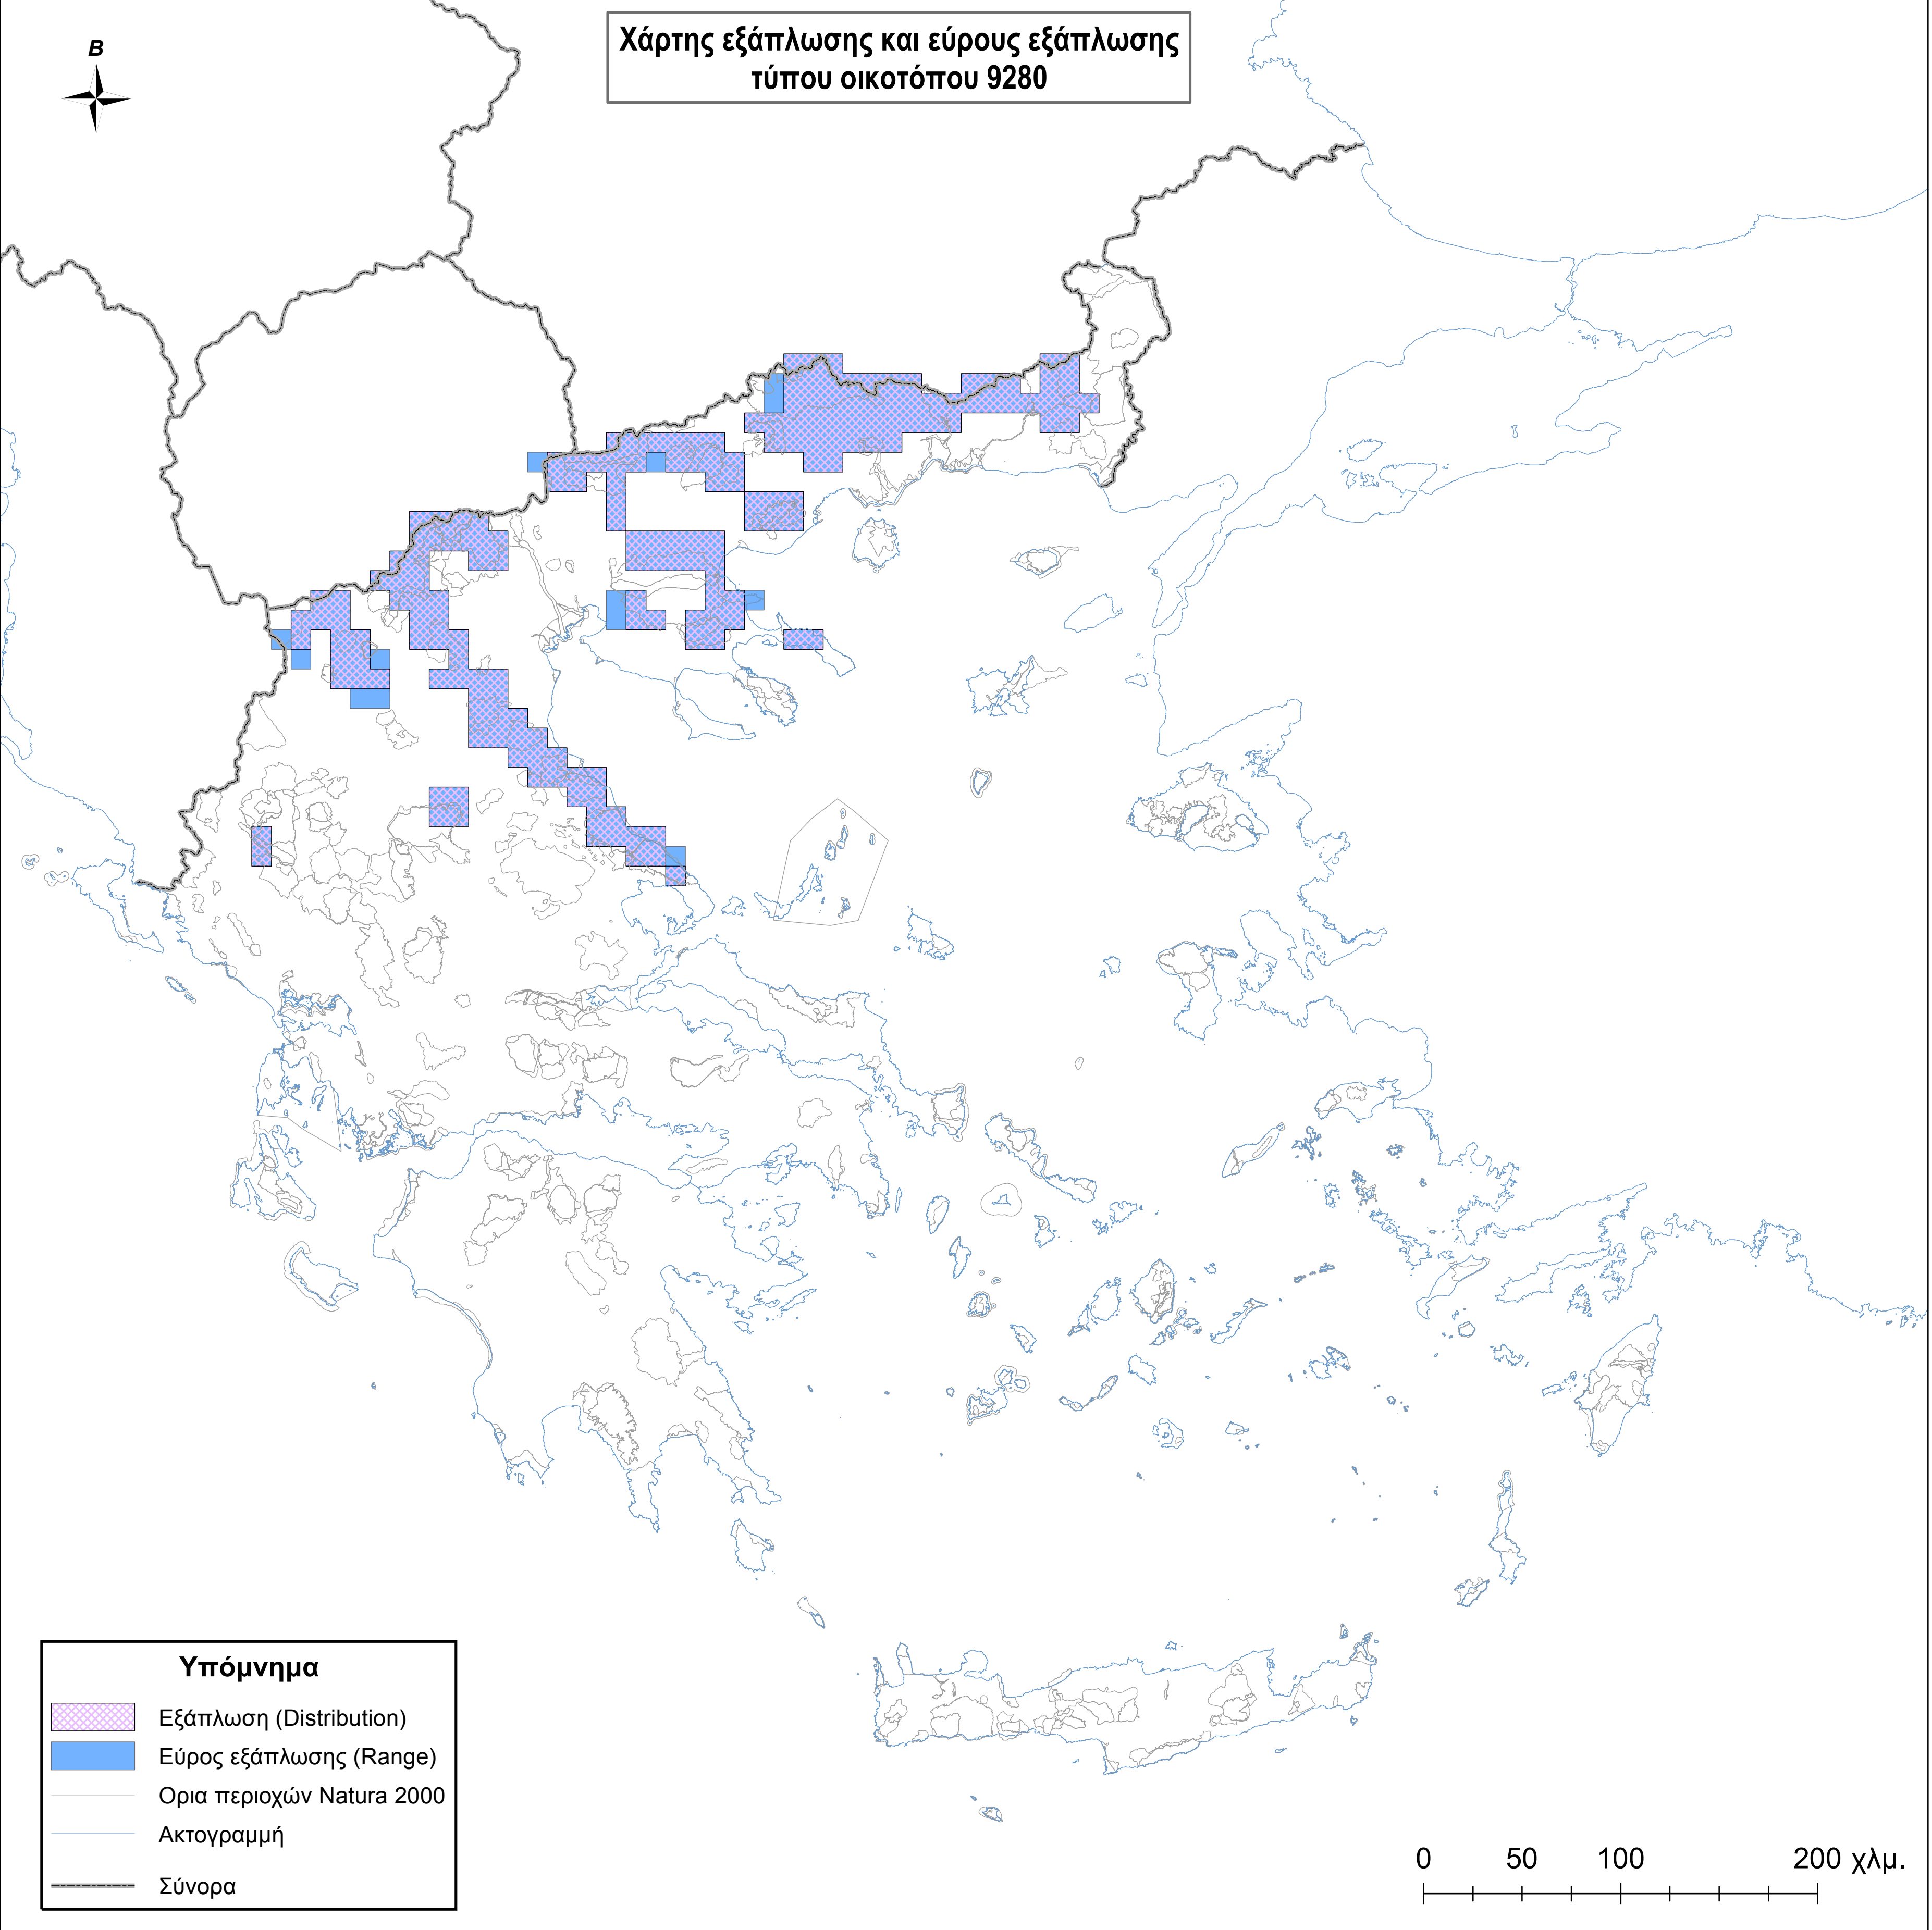 Χάρτης εξάπλωσης και εύρους εξάπλωσης
τύπου οικοτόπου 9280
Β
Υπόμνημα
Εξάπλωση (Distribution)
Εύρος εξάπλωσης (Range)
Ορια περιοχών Natura 2000
Ακτογραμμή
Σύνορα
0 50 100 200 χλμ.